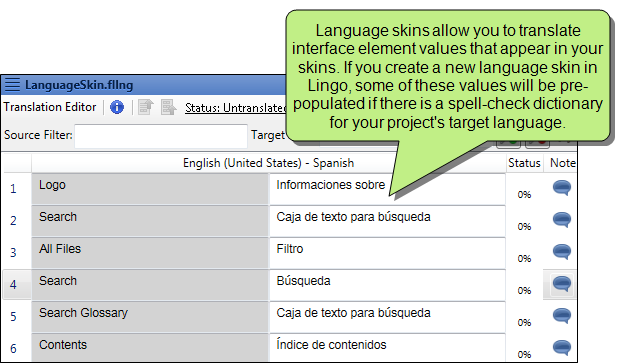 Language skins allow you to translate
interface element values that appear in your
skins. If you create a new language skin in
Lingo, some of these values will be pre-
populated if there is a spell-check dictionary
for your project's target language.
LanguageSkin.fllng
Translation Editor Status: Untranslated
Source Filter: Target
English (United States) - Spanish Status Note
1 Logo Informaciones sobre 0%
2 Search Caja de texto para búsqueda 0%
3 All Files Filtro 0%
4 Search Búsqueda 0%
5 Search Glossary Caja de texto para búsqueda 0%
6 Contents Índice de contenidos 0%